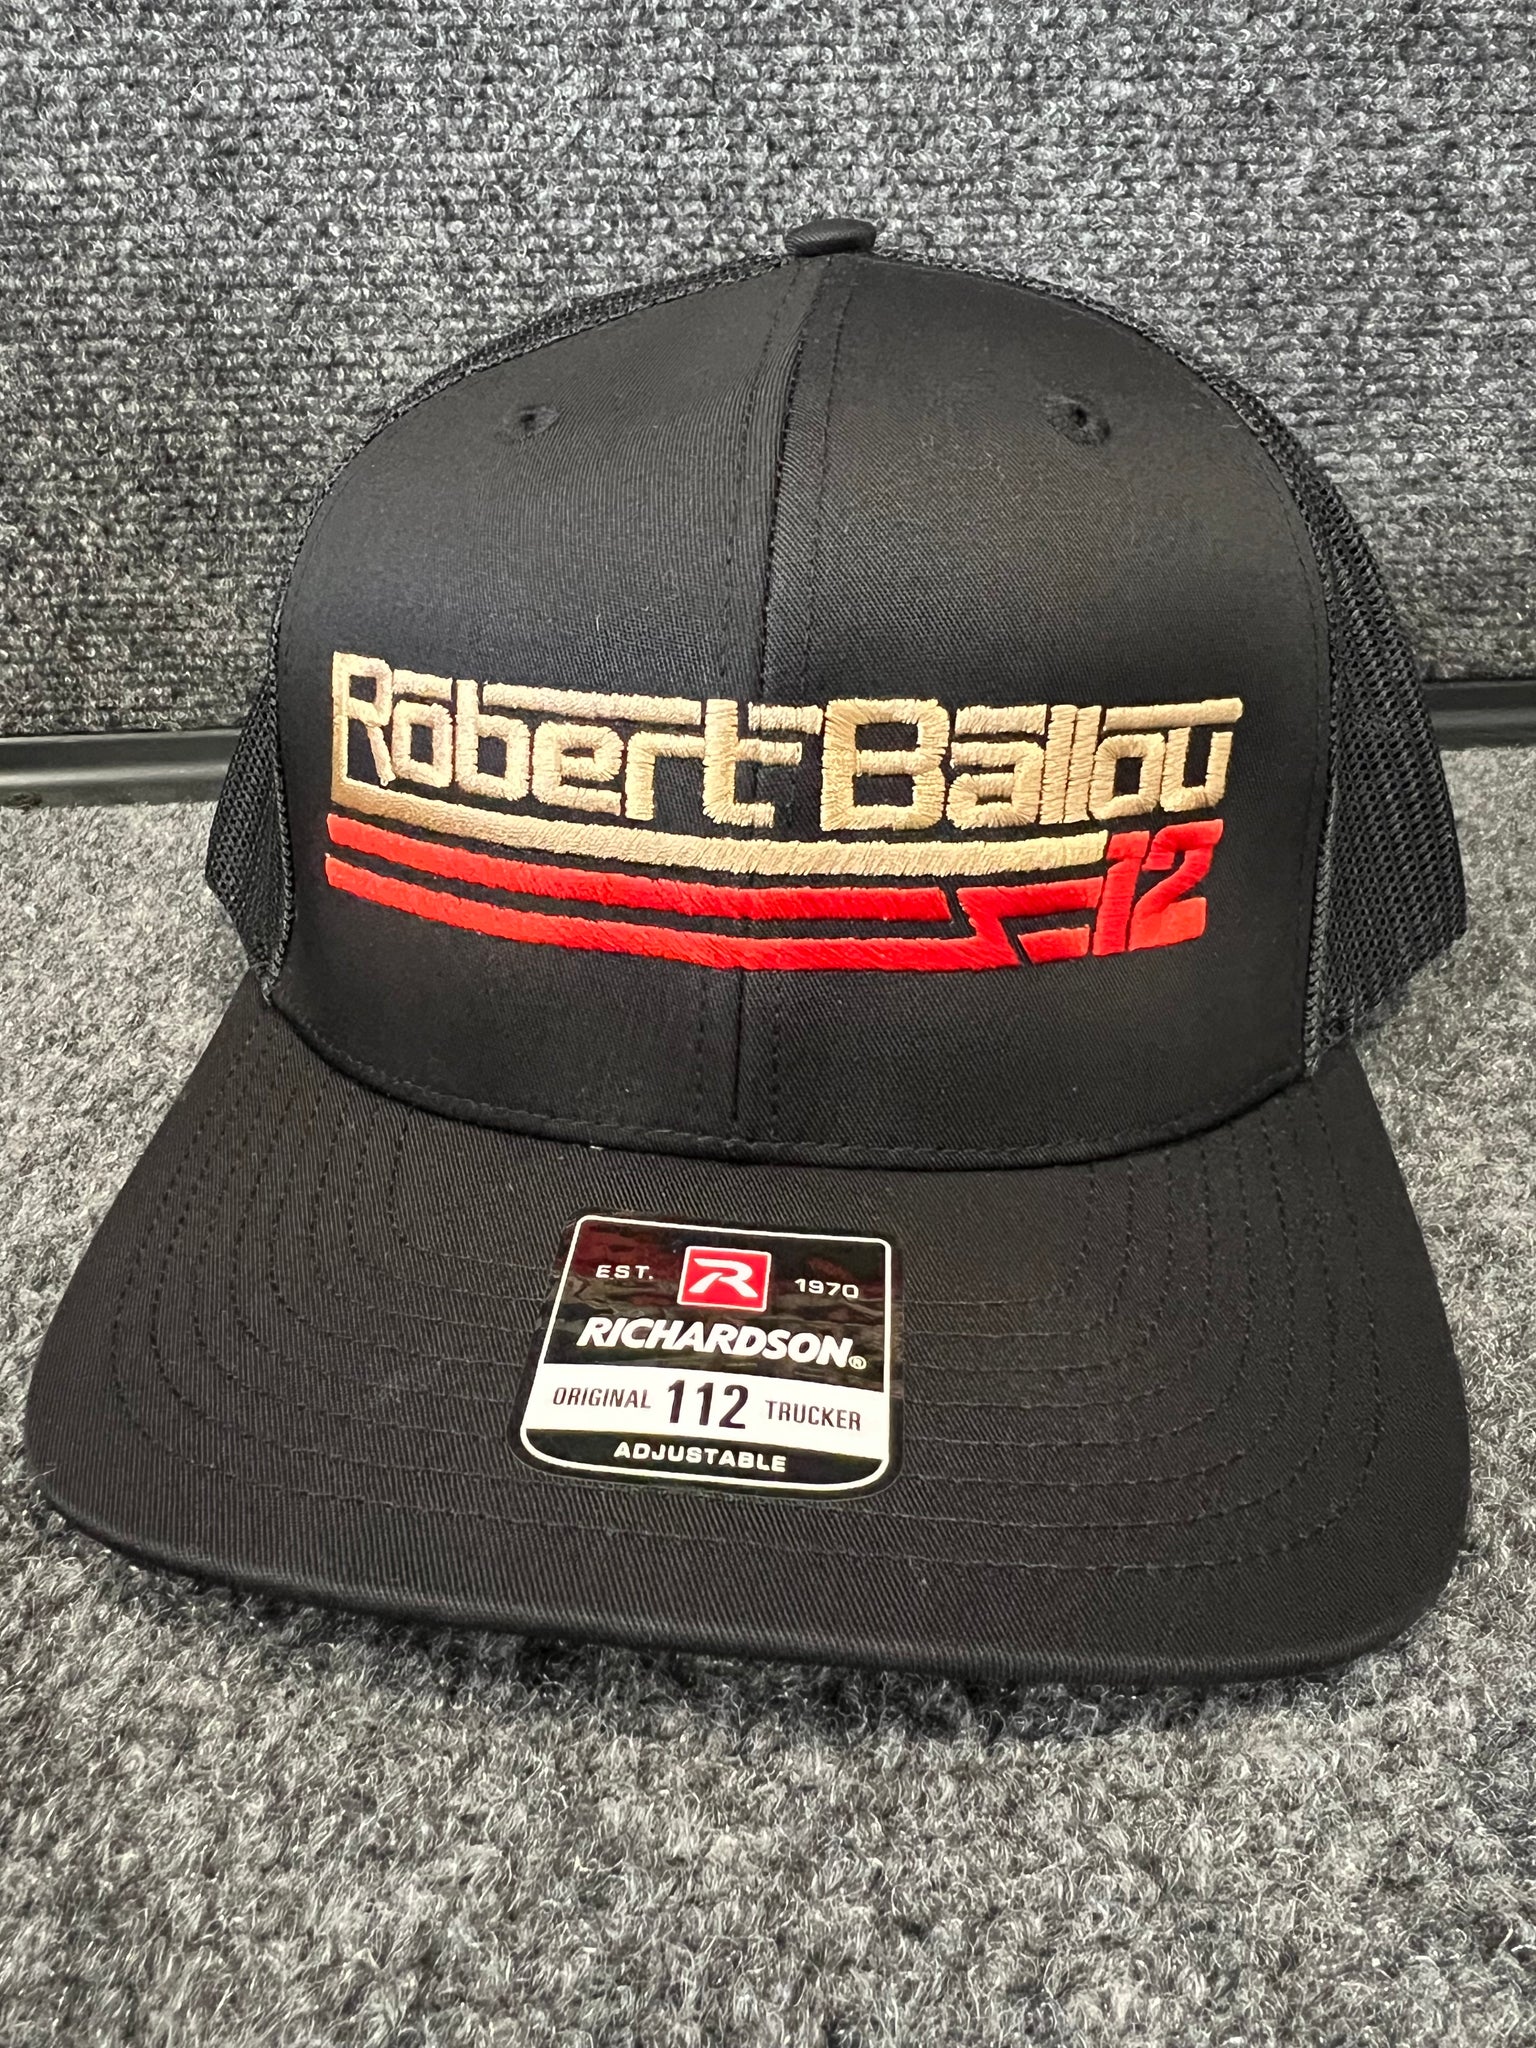 Robert Ballou
12
EST. R 1970
RICHARDSON®
ORIGINAL 112 TRUCKER
ADJUSTABLE